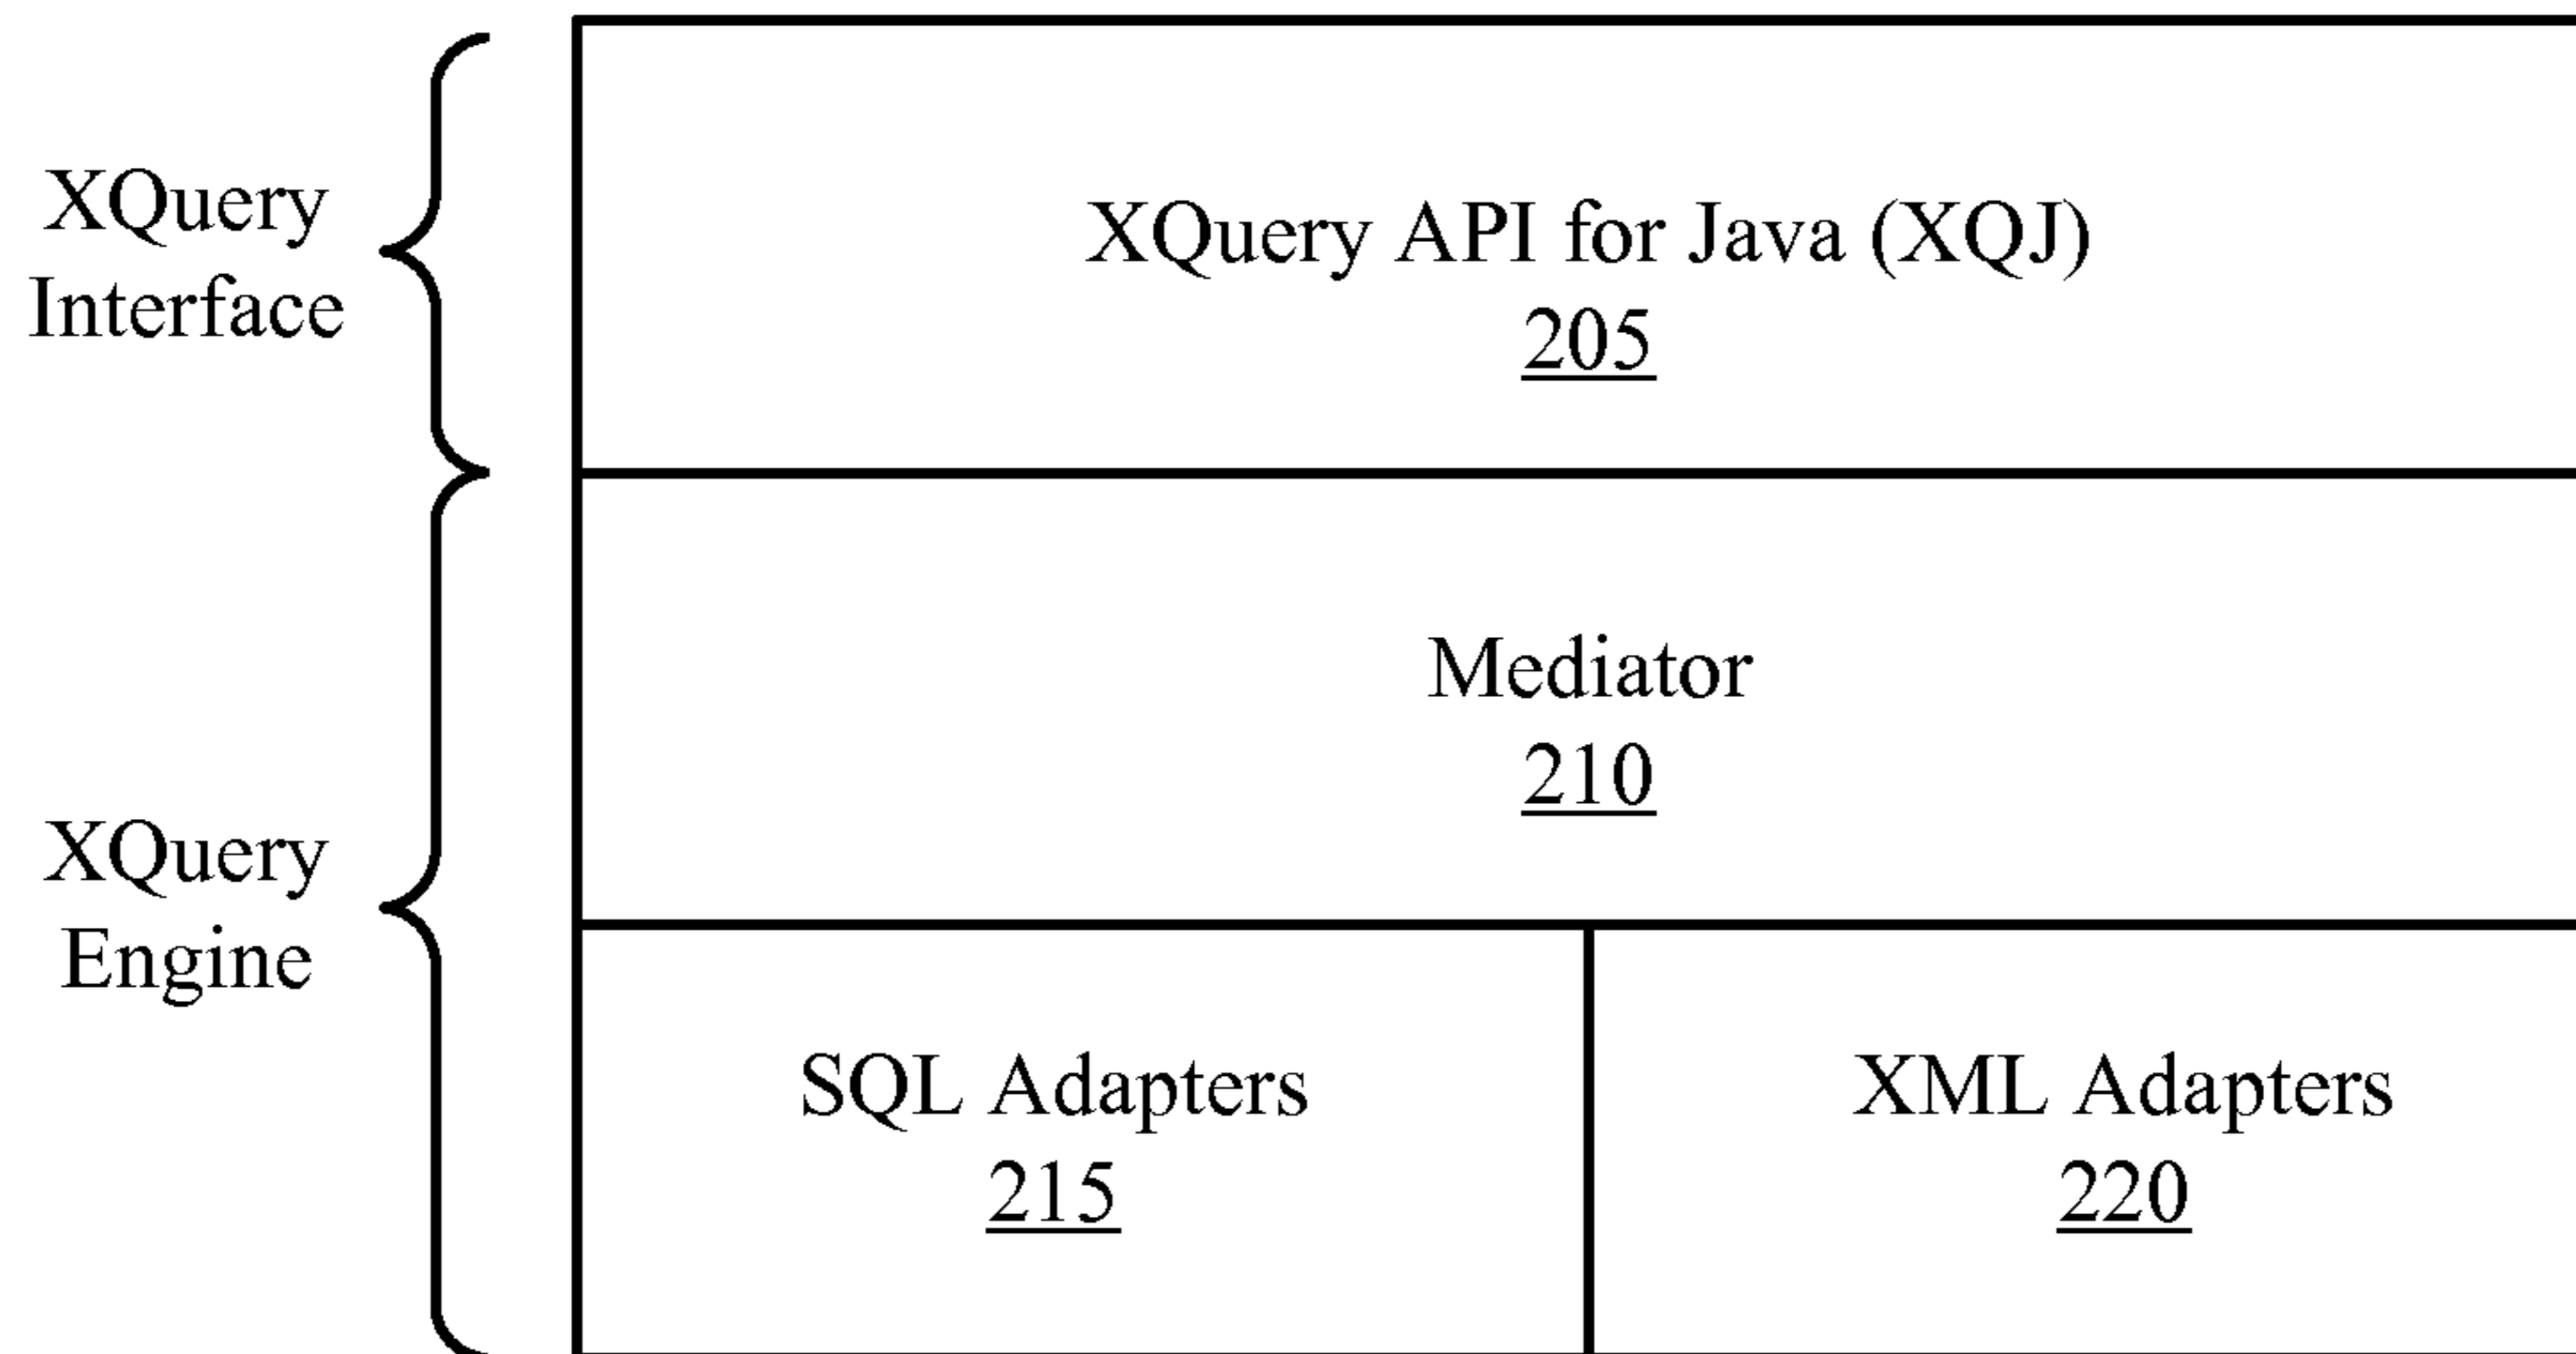 XQuery
Interface
XQuery API for Java (XQJ)
205
Mediator
210
XQuery
Engine
SQL Adapters
215
XML Adapters
220